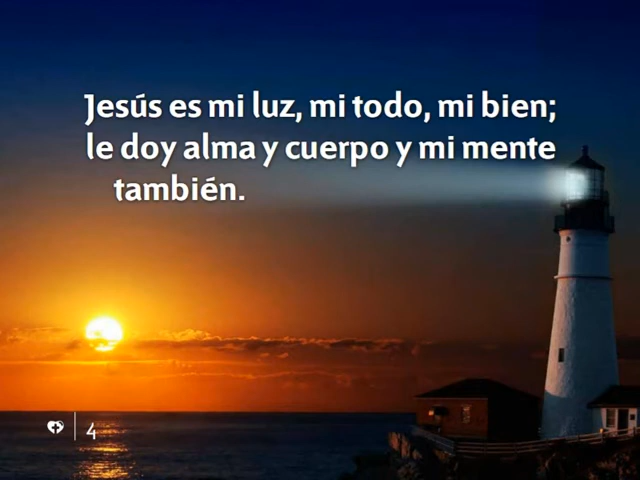 Jesús es mi luz, mi todo, mi bien;
le doy alma y cuerpo y mi mente
también.
4